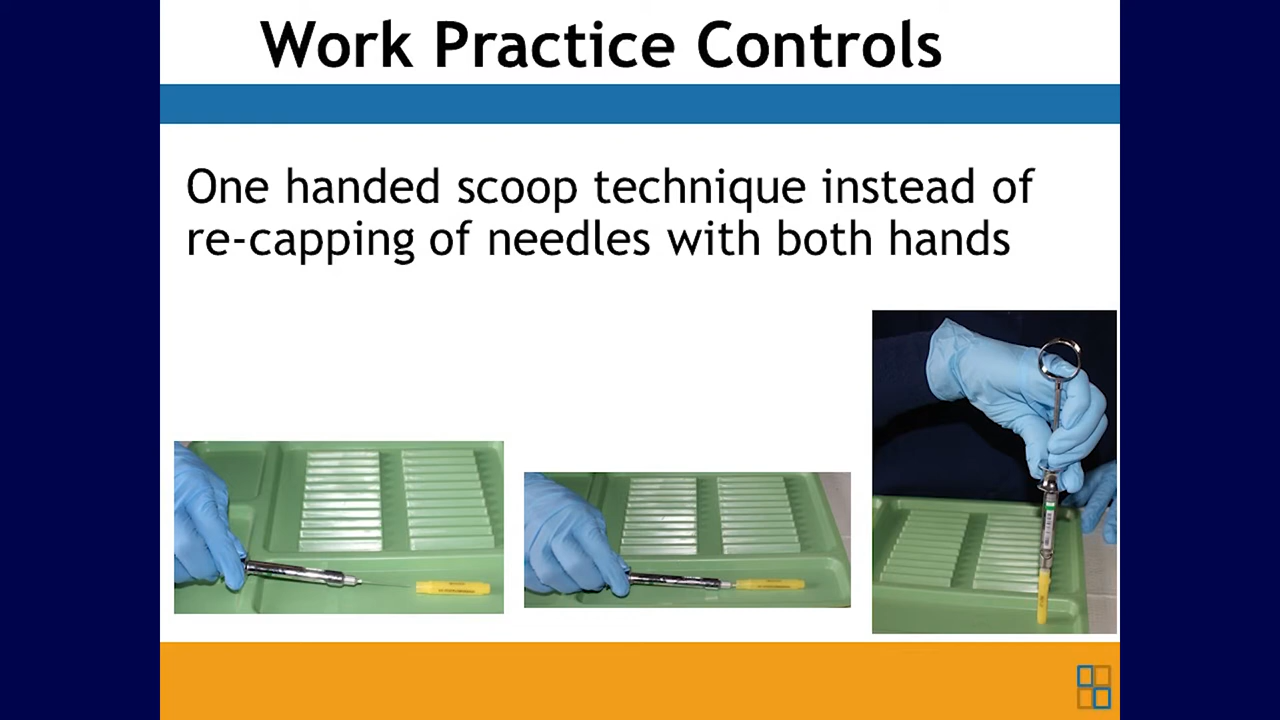 Work Practice Controls
One handed scoop technique instead of
re-capping of needles with both hands